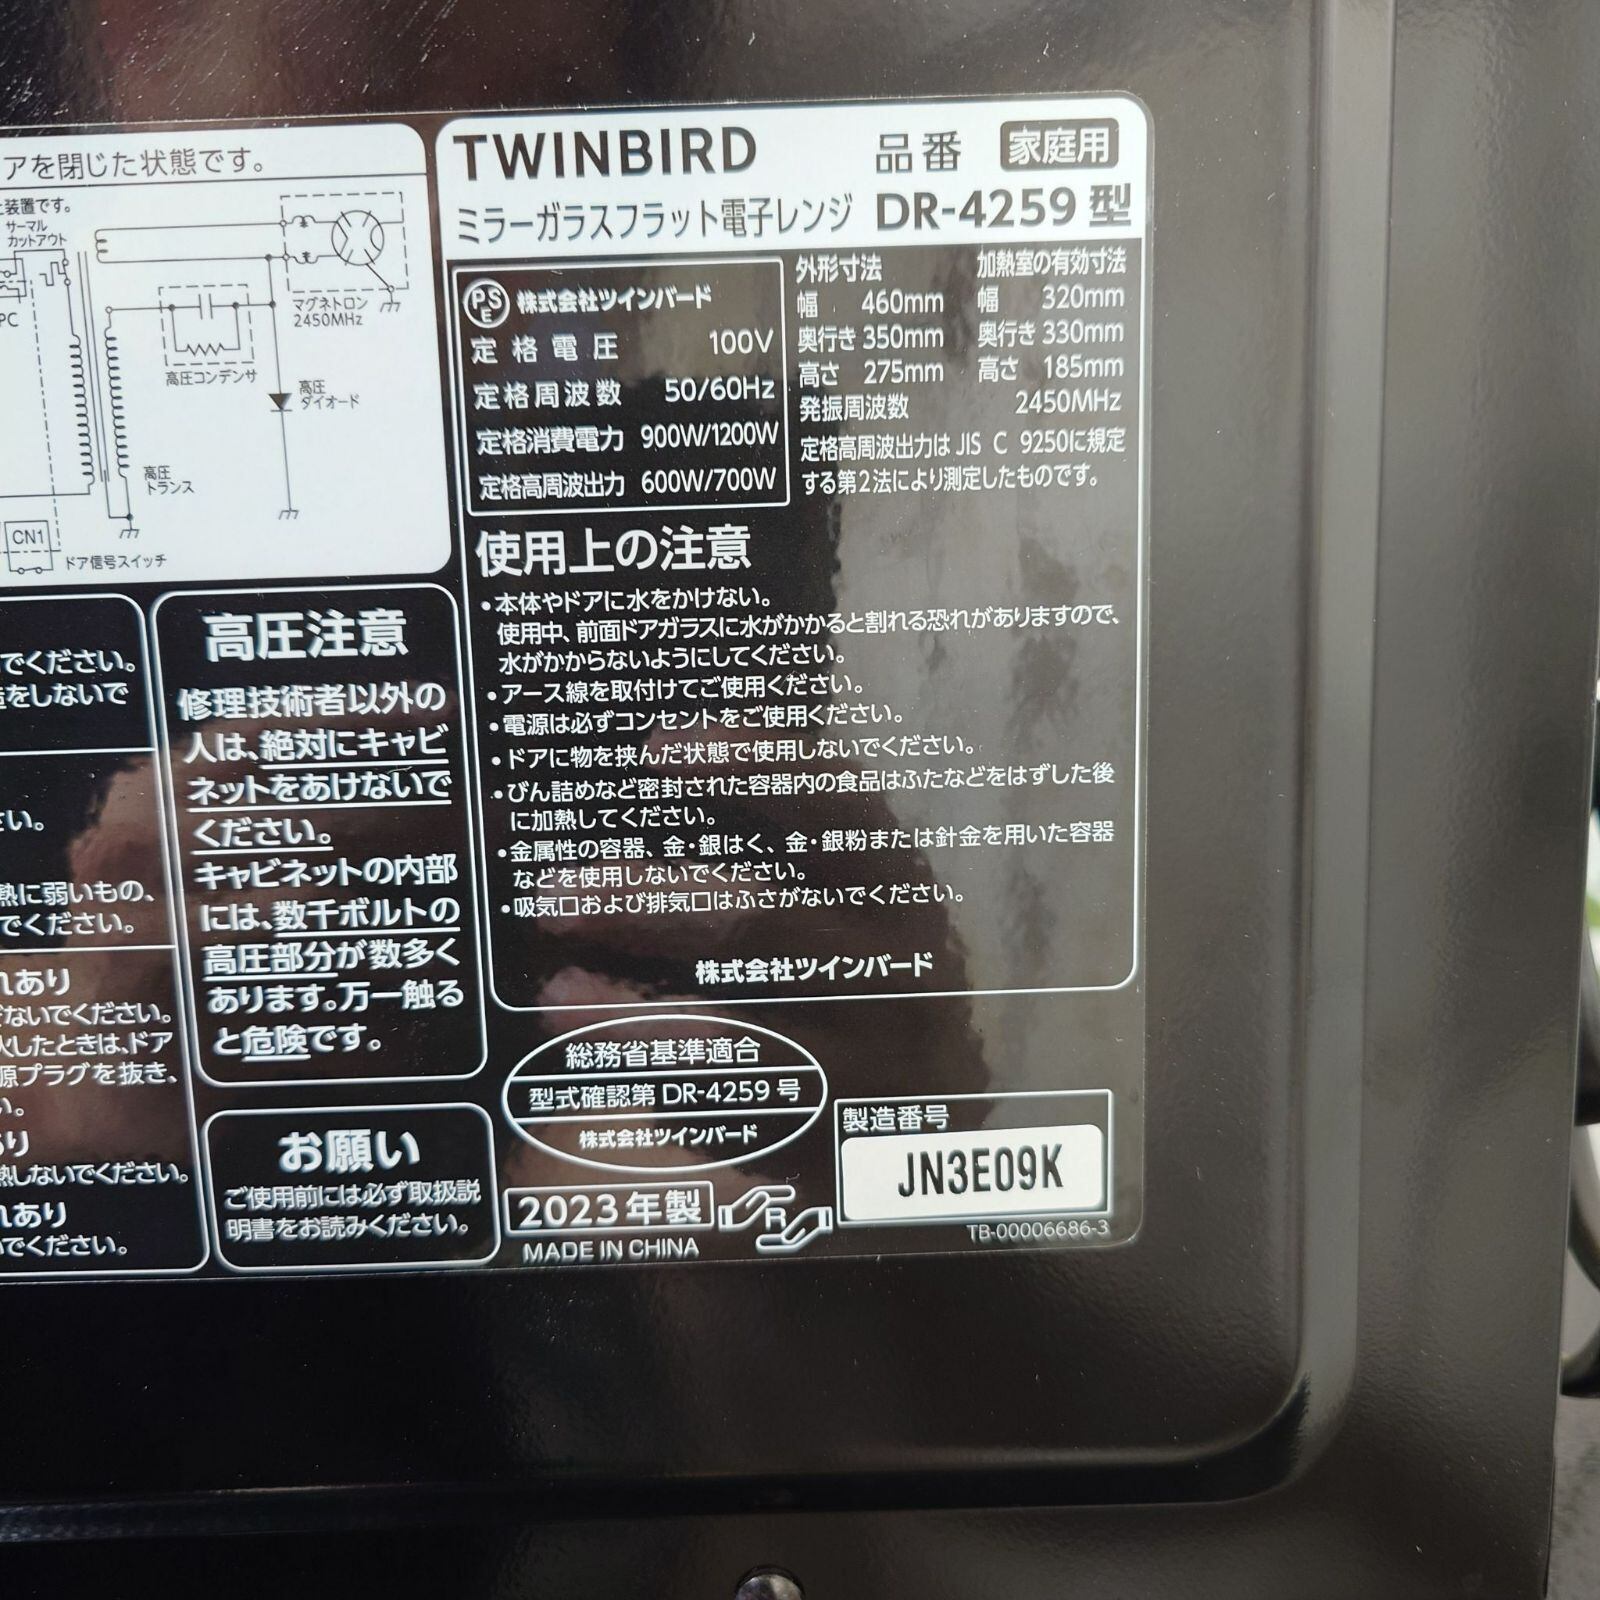 アを閉じた状態です。
装置です。
サーマル
カットアウト
PC
マグネトロン
2450MHz
高圧コンデンサ
高圧
ダイオード
高圧
トランス
CN1
ドア信号スイッチ
TWINBIRD 品番 家庭用
ミラーガラスフラット電子レンジ DR-4259型
PSE 株式会社ツインバード
定格電圧 100V
定格周波数 50/60Hz
定格消費電力 900W/1200W
定格高周波出力 600W/700W
外形寸法 加熱室の有効寸法
幅 460mm 幅 320mm
奥行き 350mm 奥行き 330mm
高さ 275mm 高さ 185mm
発振周波数 2450MHz
定格高周波出力は JIS C 9250に規定
する第2法により測定したものです。
使用上の注意
・本体やドアに水をかけない。
使用中、前面ドアガラスに水がかかると割れる恐れがありますので、
水がかからないようにしてください。
・アース線を取付けてご使用ください。
・電源は必ずコンセントをご使用ください。
・ドアに物を挟んだ状態で使用しないでください。
・びん詰めなど密封された容器内の食品はふたなどをはずした後
に加熱してください。
・金属性の容器、金・銀はく、金・銀粉または針金を用いた容器
などを使用しないでください。
・吸気口および排気口はふさがないでください。
株式会社ツインバード
でください。
をしないで
い。
熱に弱いもの、
でください。
れあり
ないでください。
火したときは、ドア
源プラグを抜き、
い。
り
熱しないでください。
れあり
でください。
高圧注意
修理技術者以外の
人は、絶対にキャビ
ネットをあけないで
ください。
キャビネットの内部
には、数千ボルトの
高圧部分が数多く
あります。万一触る
と危険です。
お願い
ご使用前には必ず取扱説
明書をお読みください。
総務省基準適合
型式確認第 DR-4259 号
株式会社ツインバード
2023年製
MADE IN CHINA
R
製造番号
JN3E09K
TB-00006686-3